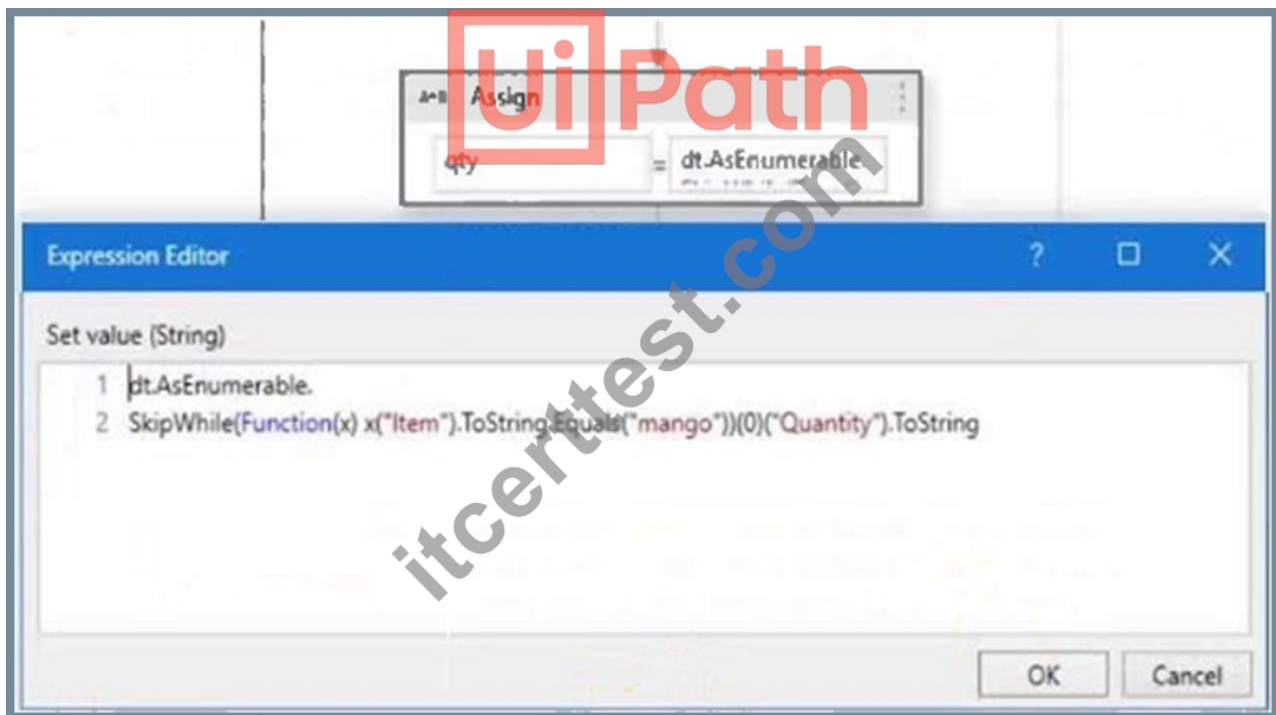 UiPath
A+B Assign
qty = dt.AsEnumerable.
Expression Editor ? ×
Set value (String)
1 dt.AsEnumerable.
2 SkipWhile(Function(x) x("Item").ToString.Equals("mango"))(0)("Quantity").ToString
OK Cancel
itcerttest.com